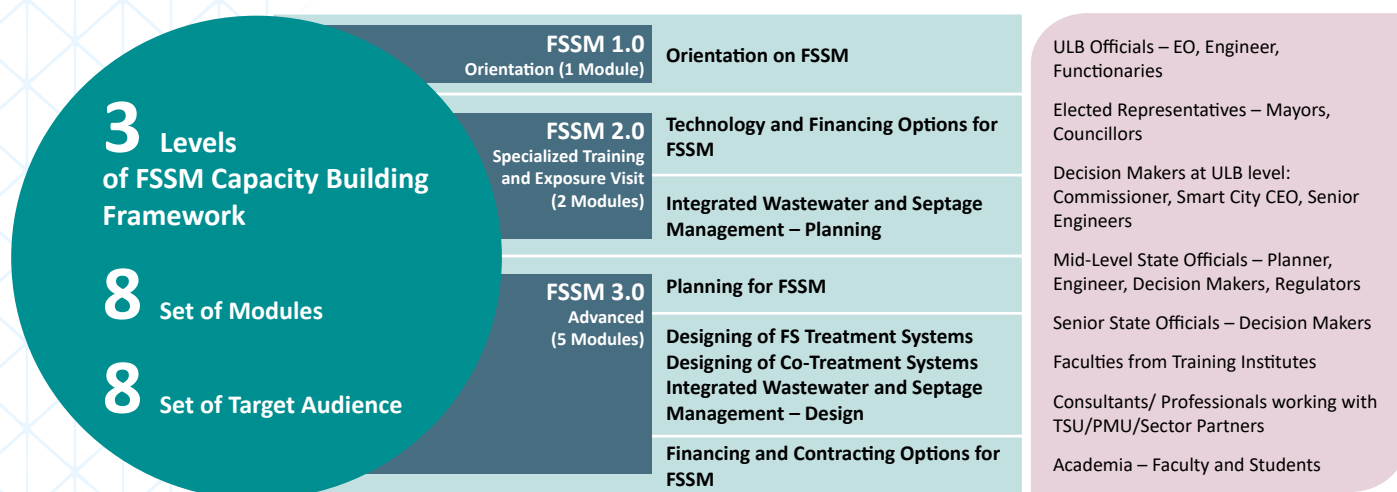 3 Levels
of FSSM Capacity Building
Framework
8 Set of Modules
8 Set of Target Audience
FSSM 1.0
Orientation (1 Module)
Orientation on FSSM
FSSM 2.0
Specialized Training
and Exposure Visit
(2 Modules)
Technology and Financing Options for
FSSM
Integrated Wastewater and Septage
Management – Planning
FSSM 3.0
Advanced
(5 Modules)
Planning for FSSM
Designing of FS Treatment Systems
Designing of Co-Treatment Systems
Integrated Wastewater and Septage
Management – Design
Financing and Contracting Options for
FSSM
ULB Officials – EO, Engineer,
Functionaries
Elected Representatives – Mayors,
Councillors
Decision Makers at ULB level:
Commissioner, Smart City CEO, Senior
Engineers
Mid-Level State Officials – Planner,
Engineer, Decision Makers, Regulators
Senior State Officials – Decision Makers
Faculties from Training Institutes
Consultants/ Professionals working with
TSU/PMU/Sector Partners
Academia – Faculty and Students